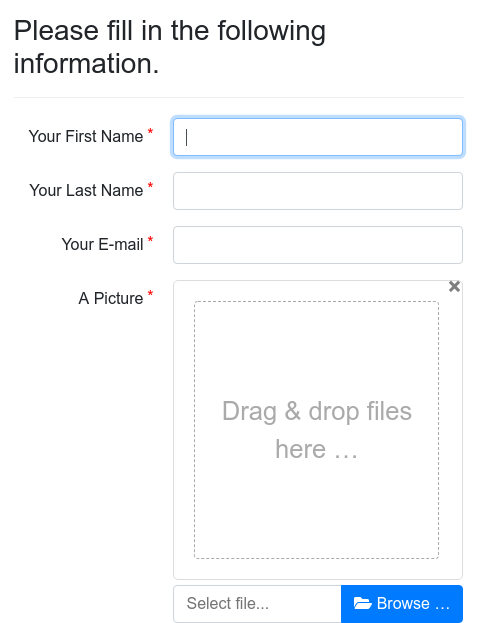 Please fill in the following
information.
Your First Name *
Your Last Name *
Your E-mail *
A Picture *
×
Drag & drop files
here …
Select file...
Browse …